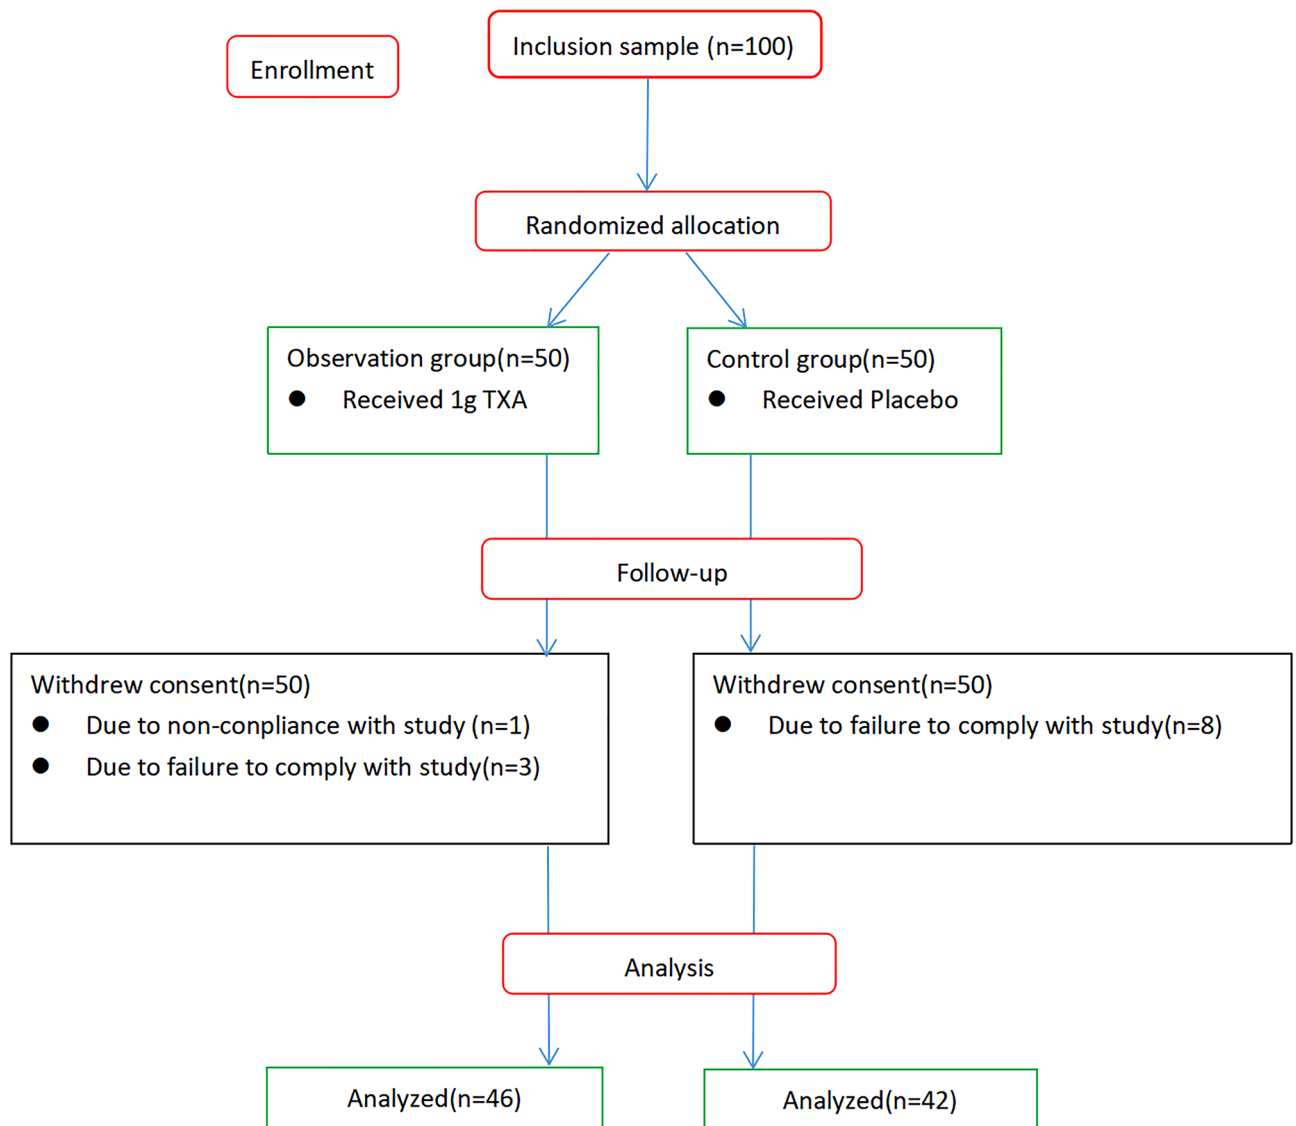 Enrollment
Inclusion sample (n=100)
Randomized allocation
Observation group(n=50)
● Received 1g TXA
Control group(n=50)
● Received Placebo
Follow-up
Withdrew consent(n=50)
● Due to non-conpliance with study (n=1)
● Due to failure to comply with study(n=3)
Withdrew consent(n=50)
● Due to failure to comply with study(n=8)
Analysis
Analyzed(n=46)
Analyzed(n=42)